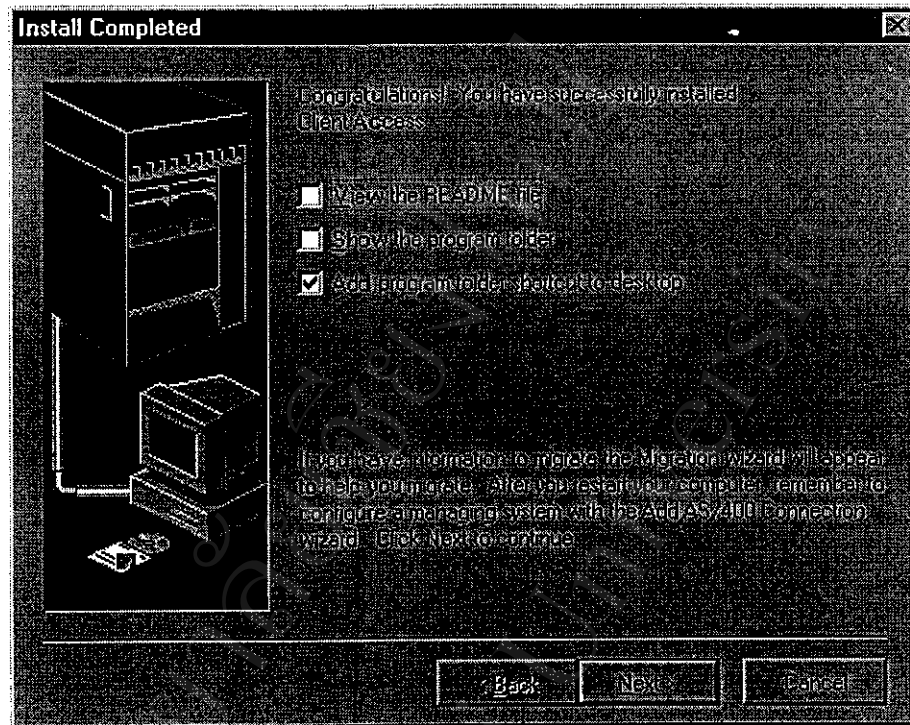 Install Completed
Congratulations! You have successfully installed
Client Access
View the README file
Show the program folder
Add program folder shortcut to desktop
If you have information to migrate the Migration wizard will appear
to help you migrate. After you restart your computer, remember to
configure a managing system with the Add AS/400 Connection
wizard. Click Next to continue.
< Back
Next >
Cancel